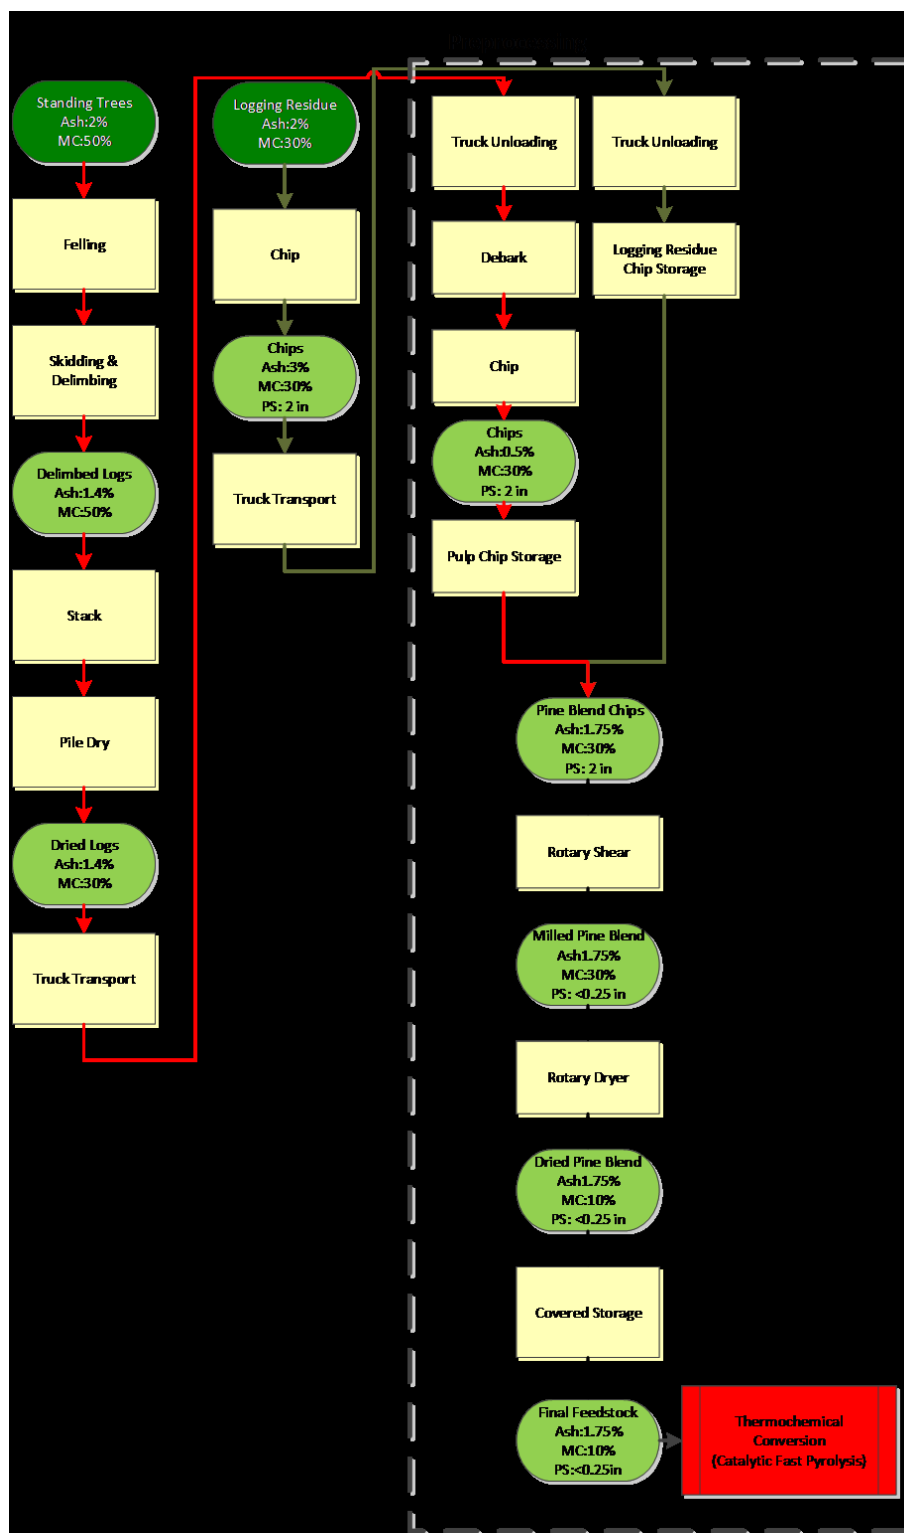 Standing Trees
Ash:2%
MC:50%
Felling
Skidding &
Delimbing
Delimbed Logs
Ash:1.4%
MC:50%
Stack
Pile Dry
Dried Logs
Ash:1.4%
MC:30%
Truck Transport
Logging Residue
Ash:2%
MC:30%
Chip
Chips
Ash:3%
MC:30%
PS: 2 in
Truck Transport
Truck Unloading
Debark
Chip
Chips
Ash:0.5%
MC:30%
PS: 2 in
Pulp Chip Storage
Truck Unloading
Logging Residue
Chip Storage
Pine Blend Chips
Ash:1.75%
MC:30%
PS: 2 in
Rotary Shear
Milled Pine Blend
Ash1.75%
MC:30%
PS: <0.25 in
Rotary Dryer
Dried Pine Blend
Ash1.75%
MC:10%
PS: <0.25 in
Covered Storage
Final Feedstock
Ash:1.75%
MC:10%
PS:<0.25in
Thermochemical
Conversion
(Catalytic Fast Pyrolysis)